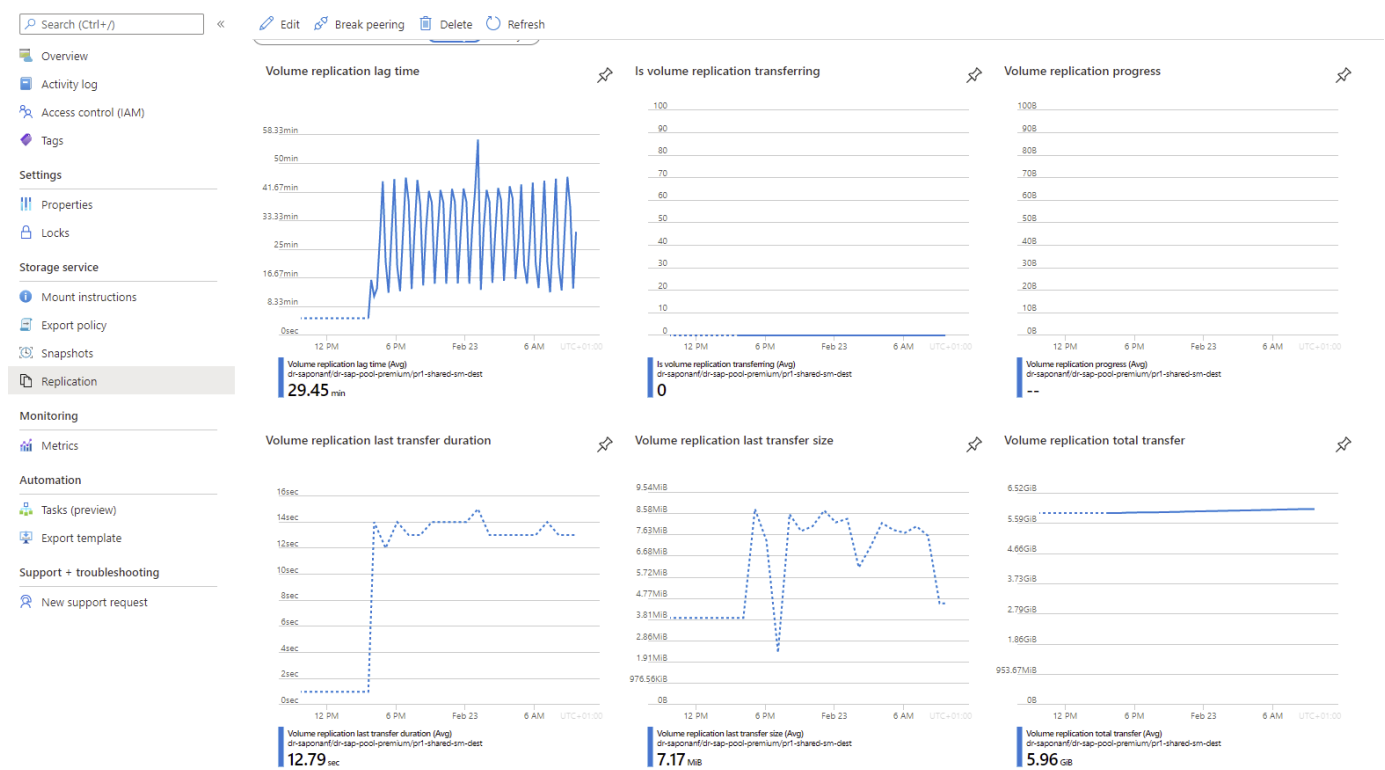 Search (Ctrl+/)
«
Edit
Break peering
Delete
Refresh
Overview
Activity log
Access control (IAM)
Tags
Settings
Properties
Locks
Storage service
Mount instructions
Export policy
Snapshots
Replication
Monitoring
Metrics
Automation
Tasks (preview)
Export template
Support + troubleshooting
New support request
Volume replication lag time
58.33min
50min
41.67min
33.33min
25min
16.67min
8.33min
0sec
12 PM 6 PM Feb 23 6 AM UTC+01:00
Volume replication lag time (Avg)
dr-saponanf/dr-sap-pool-premium/pr1-shared-sm-dest
29.45 min
Is volume replication transferring
100
90
80
70
60
50
40
30
20
10
0
12 PM 6 PM Feb 23 6 AM UTC+01:00
Is volume replication transferring (Avg)
dr-saponanf/dr-sap-pool-premium/pr1-shared-sm-dest
0
Volume replication progress
100B
90B
80B
70B
60B
50B
40B
30B
20B
10B
0B
12 PM 6 PM Feb 23 6 AM UTC+01:00
Volume replication progress (Avg)
dr-saponanf/dr-sap-pool-premium/pr1-shared-sm-dest
--
Volume replication last transfer duration
16sec
14sec
12sec
10sec
8sec
6sec
4sec
2sec
0sec
12 PM 6 PM Feb 23 6 AM UTC+01:00
Volume replication last transfer duration (Avg)
dr-saponanf/dr-sap-pool-premium/pr1-shared-sm-dest
12.79 sec
Volume replication last transfer size
9.54MiB
8.58MiB
7.63MiB
6.68MiB
5.72MiB
4.77MiB
3.81MiB
2.86MiB
1.91MiB
976.56KiB
0B
12 PM 6 PM Feb 23 6 AM UTC+01:00
Volume replication last transfer size (Avg)
dr-saponanf/dr-sap-pool-premium/pr1-shared-sm-dest
7.17 MiB
Volume replication total transfer
6.52GiB
5.59GiB
4.66GiB
3.73GiB
2.79GiB
1.86GiB
953.67MiB
0B
12 PM 6 PM Feb 23 6 AM UTC+01:00
Volume replication total transfer (Avg)
dr-saponanf/dr-sap-pool-premium/pr1-shared-sm-dest
5.96 GiB